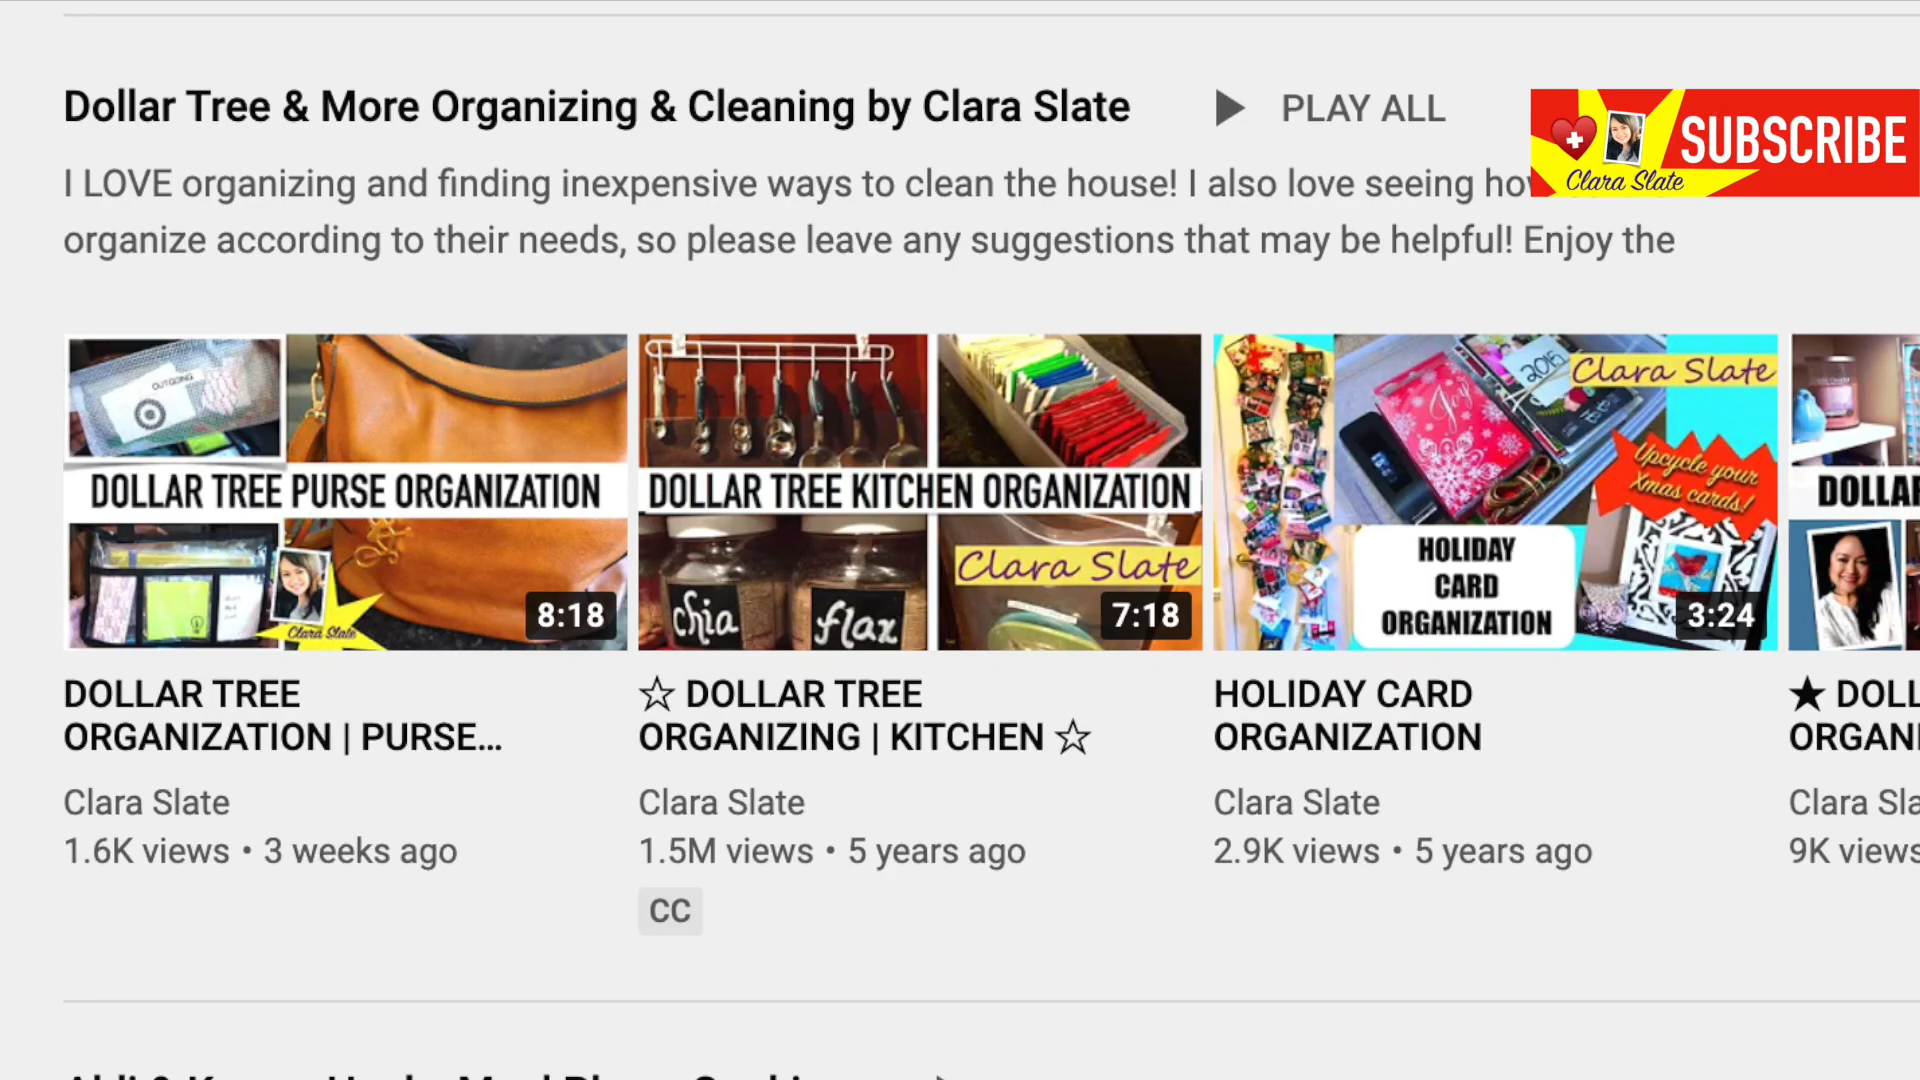 Dollar Tree & More Organizing & Cleaning by Clara Slate
PLAY ALL
SUBSCRIBE
Clara Slate
I LOVE organizing and finding inexpensive ways to clean the house! I also love seeing ho
organize according to their needs, so please leave any suggestions that may be helpful! Enjoy the
OUTGOING
DOLLAR TREE PURSE ORGANIZATION
Clara Slate
8:18
DOLLAR TREE KITCHEN ORGANIZATION
Clara Slate
chia
flax
7:18
2015
Clara Slate
Joy
Upcycle your
Xmas cards!
HOLIDAY
CARD
ORGANIZATION
3:24
DOLLAR
DOLLAR TREE
ORGANIZATION | PURSE...
Clara Slate
1.6K views • 3 weeks ago
☆ DOLLAR TREE
ORGANIZING | KITCHEN ☆
Clara Slate
1.5M views • 5 years ago
CC
HOLIDAY CARD
ORGANIZATION
Clara Slate
2.9K views • 5 years ago
★ DOLL
ORGANI
Clara Sla
9K views